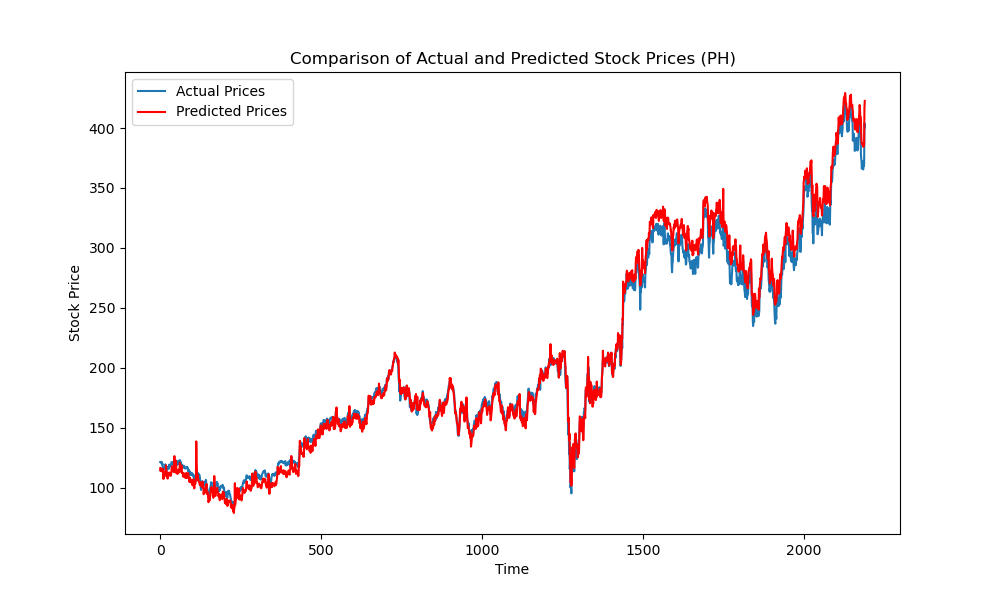 Comparison of Actual and Predicted Stock Prices (PH)
Actual Prices
Predicted Prices
Stock Price
400
350
300
250
200
150
100
0
500
1000
1500
2000
Time